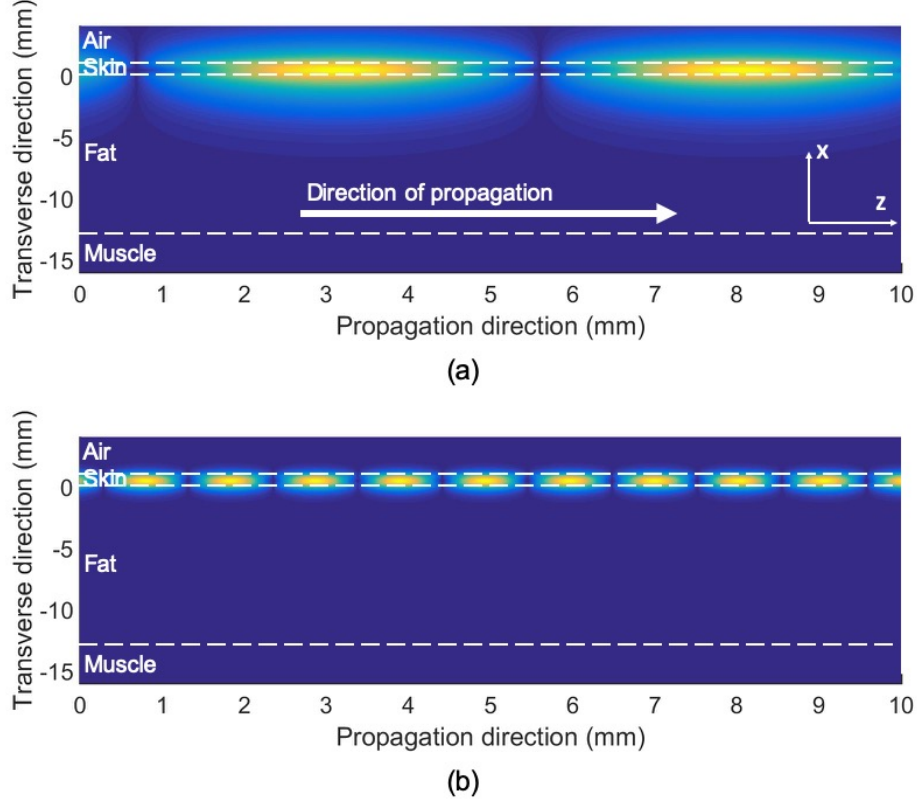 Transverse direction (mm)
0
-5
-10
-15
Air
Skin
Fat
Direction of propagation
x
z
Muscle
0 1 2 3 4 5 6 7 8 9 10
Propagation direction (mm)
(a)
Transverse direction (mm)
0
-5
-10
-15
Air
Skin
Fat
Muscle
0 1 2 3 4 5 6 7 8 9 10
Propagation direction (mm)
(b)